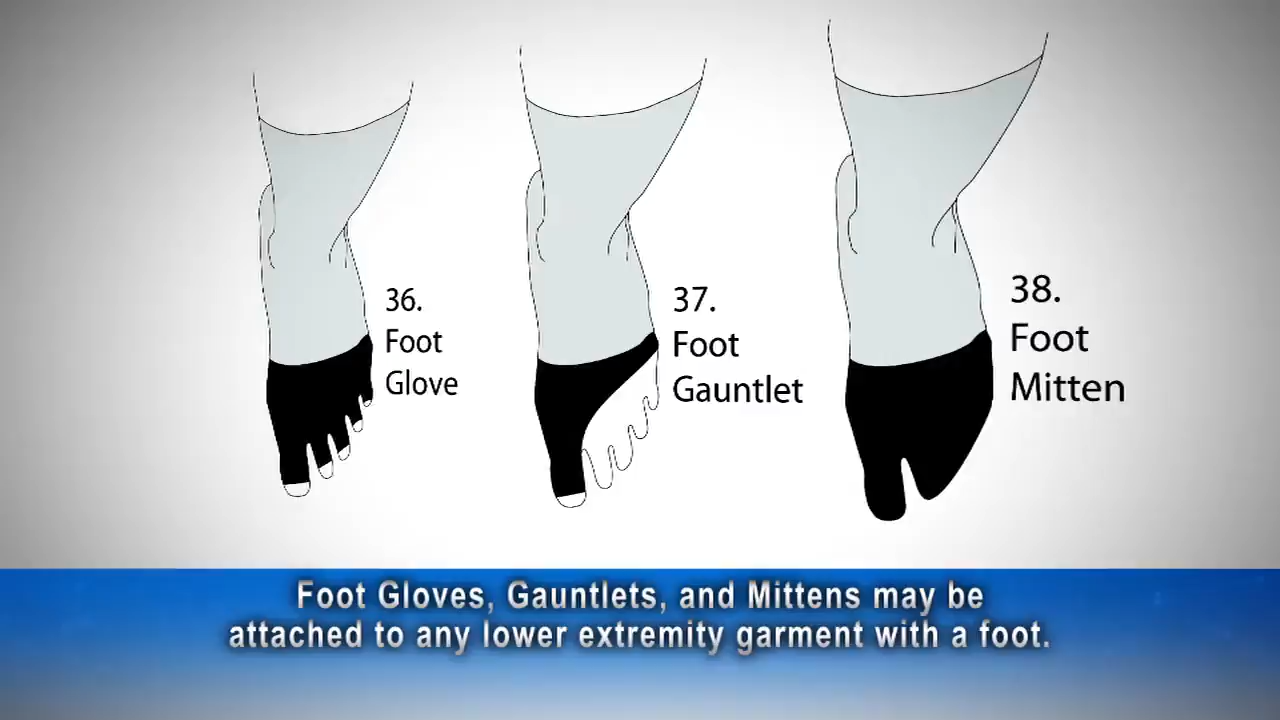 36.
Foot
Glove
37.
Foot
Gauntlet
38.
Foot
Mitten
Foot Gloves, Gauntlets, and Mittens may be
attached to any lower extremity garment with a foot.